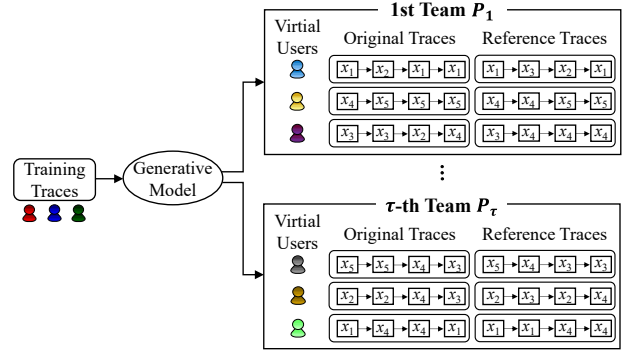 1st Team P₁
Virtial Users Original Traces Reference Traces
x₁ x₂ x₁ x₁ x₁ x₃ x₂ x₁
x₄ x₅ x₅ x₅ x₄ x₄ x₅ x₅
x₃ x₃ x₂ x₄ x₃ x₄ x₄ x₄
Training Traces
Generative Model
⋮
τ-th Team P_τ
Virtial Users Original Traces Reference Traces
x₅ x₅ x₄ x₃ x₅ x₄ x₃ x₃
x₂ x₂ x₄ x₃ x₂ x₃ x₂ x₄
x₁ x₄ x₄ x₁ x₁ x₁ x₄ x₄